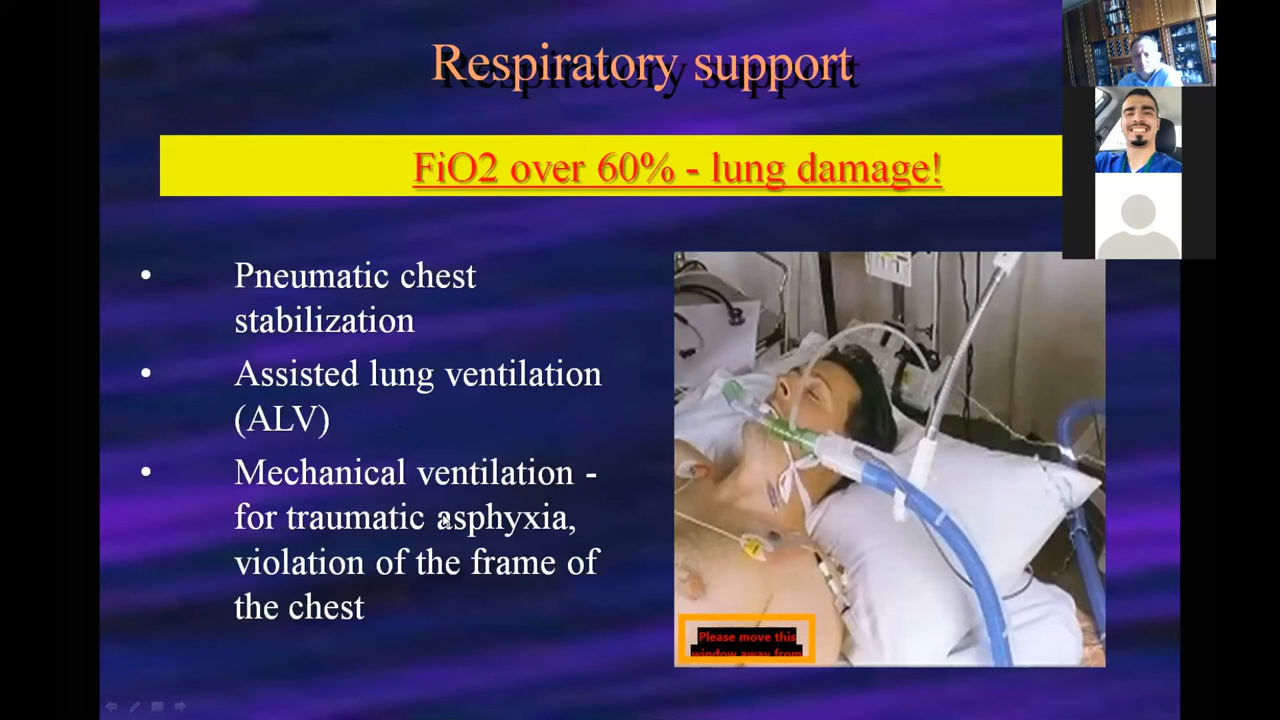 Respiratory support
FiO2 over 60% - lung damage!
• Pneumatic chest
stabilization
• Assisted lung ventilation
(ALV)
• Mechanical ventilation -
for traumatic asphyxia,
violation of the frame of
the chest
Please move this
window away from